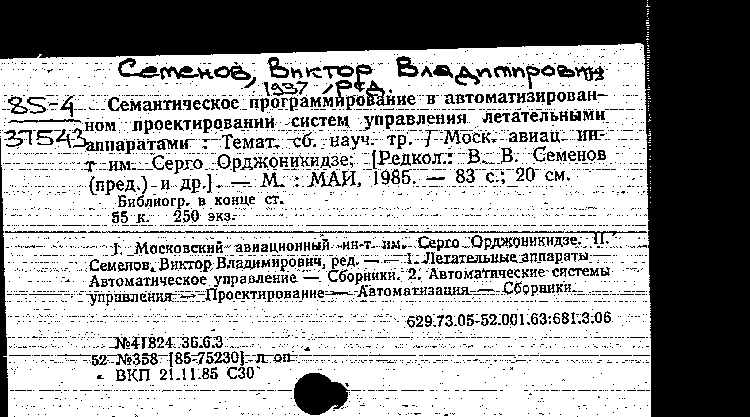 Семенов, Виктор Владимирович
1937, ред.
85-4
37543
Семантическое программирование в автоматизирован-
ном проектировании систем управления летательными
аппаратами : Темат. сб. науч. тр. / Моск. авиац. ин-
т им. Серго Орджоникидзе; [Редкол.: В. В. Семенов
(пред.) и др.]. — М. : МАИ, 1985. — 83 с.; 20 см.
Библиогр. в конце ст.
55 к. 250 экз.
I. Московский авиационный ин-т им. Серго Орджоникидзе. II.
Семенов, Виктор Владимирович, ред. — — 1. Летательные аппараты
Автоматическое управление — Сборники. 2. Автоматические системы
управления — Проектирование — Автоматизация — Сборники.
629.73.05-52.001.63:681.3.06
№41824 36.6.3
52 №358 [85-75230] л оп
ВКП 21.11.85 С30